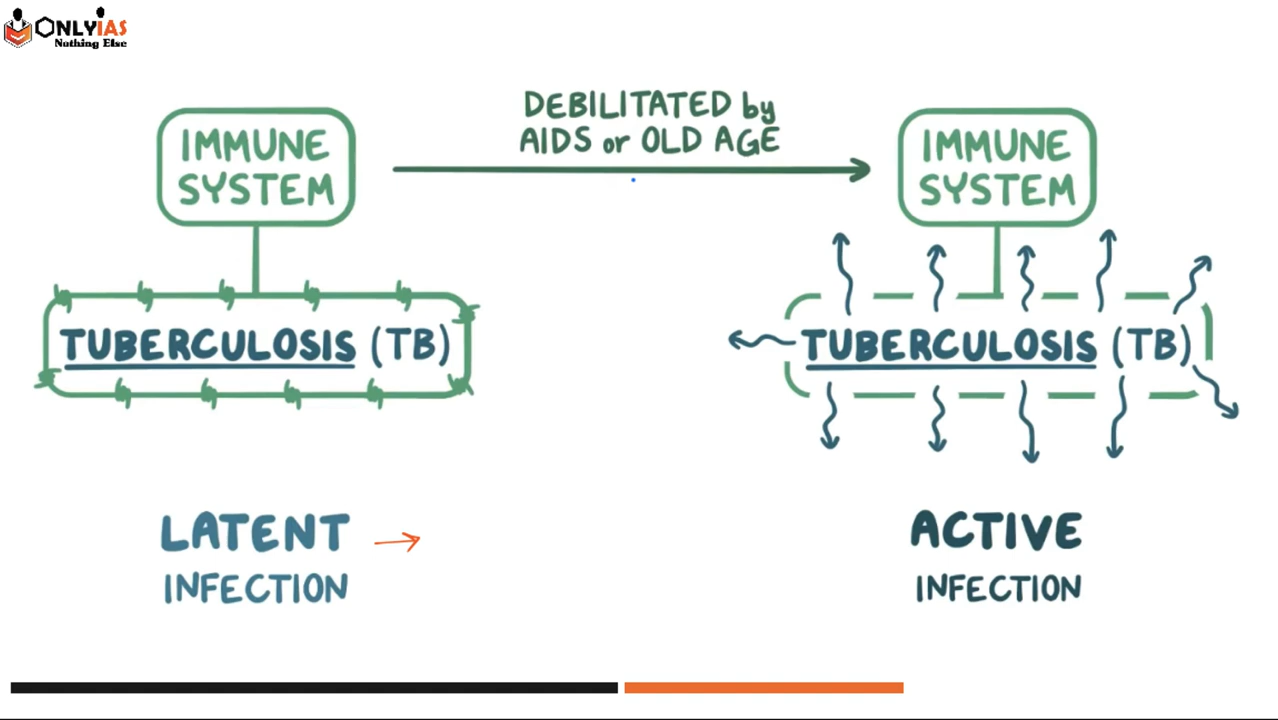 ONLYIAS
Nothing Else
DEBILITATED by
AIDS or OLD AGE
IMMUNE
SYSTEM
IMMUNE
SYSTEM
TUBERCULOSIS (TB)
TUBERCULOSIS (TB)
LATENT
INFECTION
ACTIVE
INFECTION